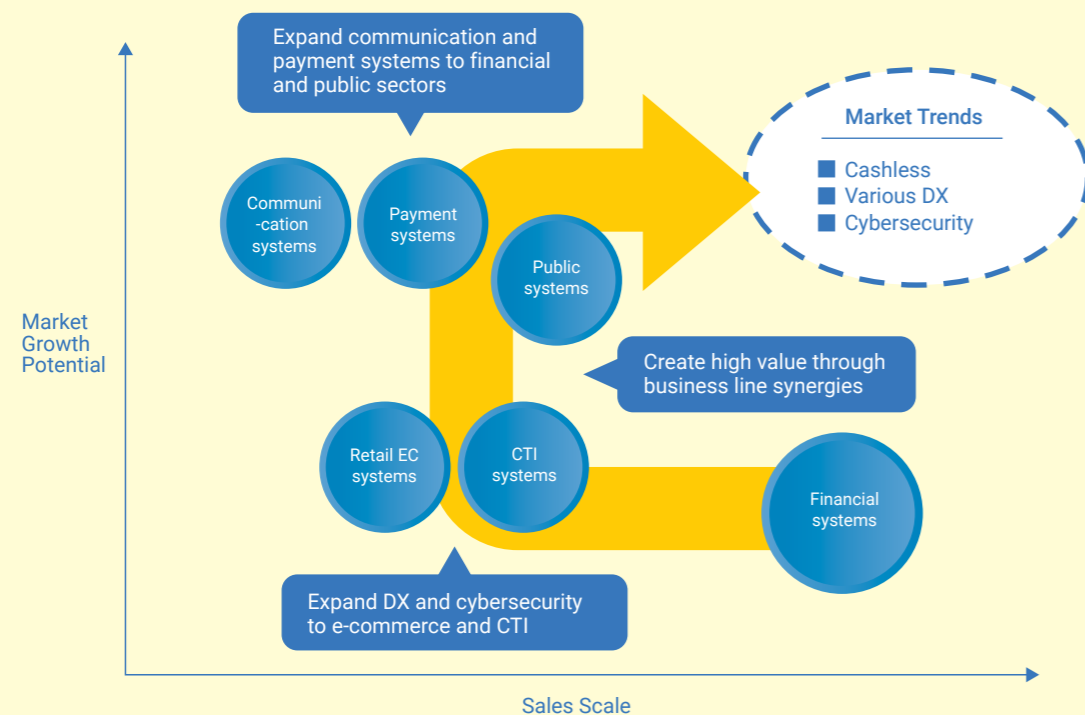 Expand communication and
payment systems to financial
and public sectors
Market Trends
Cashless
Various DX
Cybersecurity
Communi
-cation
systems
Payment
systems
Public
systems
Market
Growth
Potential
Create high value through
business line synergies
Retail EC
systems
CTI
systems
Financial
systems
Expand DX and cybersecurity
to e-commerce and CTI
Sales Scale